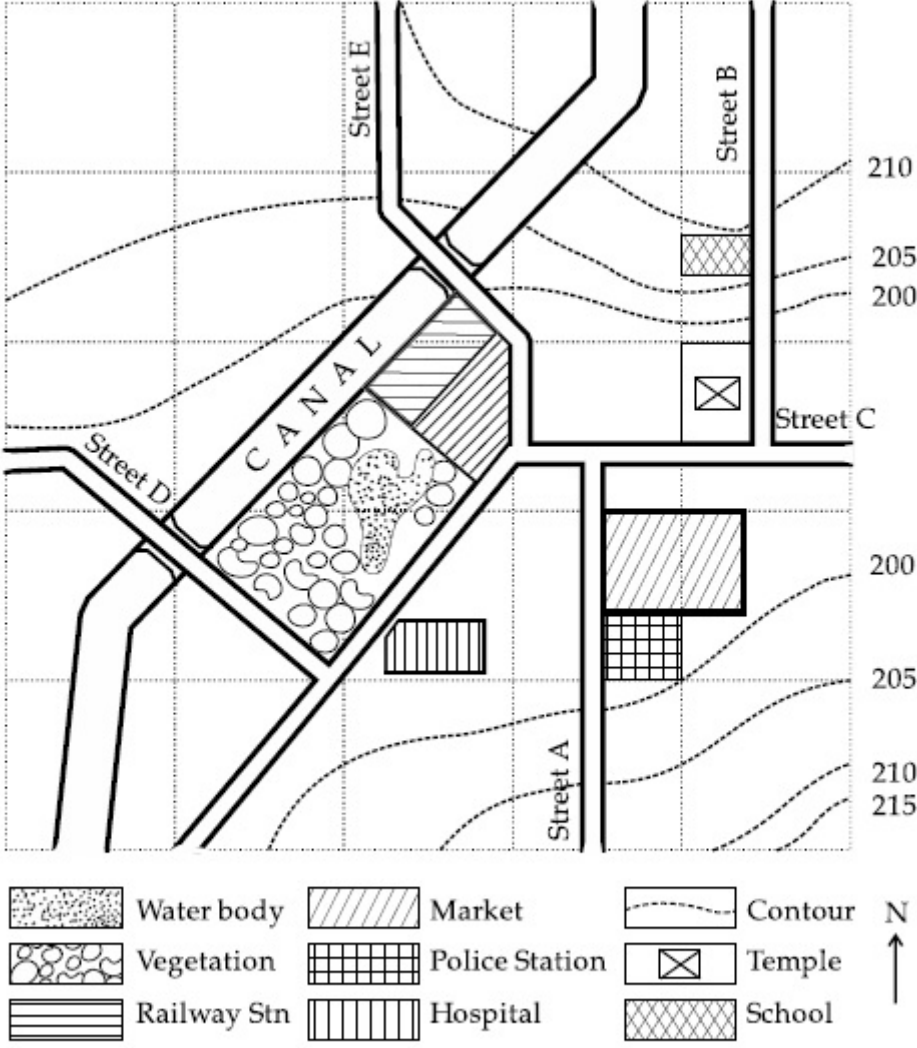 Street E
Street B
210
205
200
CANAL
Street C
Street D
200
205
210
215
Street A
Water body
Market
Contour
N
Vegetation
Police Station
Temple
Railway Stn
Hospital
School